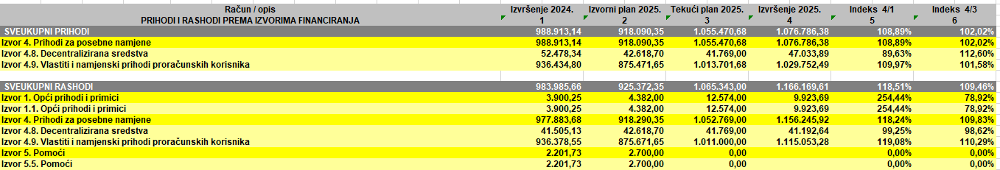 Račun / opis Izvršenje 2024. Izvorni plan 2025. Tekući plan 2025. Izvršenje 2025. Indeks 4/1 Indeks 4/3
PRIHODI I RASHODI PREMA IZVORIMA FINANCIRANJA 1 2 3 4 5 6
SVEUKUPNI PRIHODI 988.913,14 918.090,35 1.055.470,68 1.076.786,38 108,89% 102,02%
Izvor 4. Prihodi za posebne namjene 988.913,14 918.090,35 1.055.470,68 1.076.786,38 108,89% 102,02%
Izvor 4.8. Decentralizirana sredstva 52.478,34 42.618,70 41.769,00 47.033,89 89,63% 112,60%
Izvor 4.9. Vlastiti i namjenski prihodi proračunskih korisnika 936.434,80 875.471,65 1.013.701,68 1.029.752,49 109,97% 101,58%
SVEUKUPNI RASHODI 983.985,66 925.372,35 1.065.343,00 1.166.169,61 118,51% 109,46%
Izvor 1. Opći prihodi i primici 3.900,25 4.382,00 12.574,00 9.923,69 254,44% 78,92%
Izvor 1.1. Opći prihodi i primici 3.900,25 4.382,00 12.574,00 9.923,69 254,44% 78,92%
Izvor 4. Prihodi za posebne namjene 977.883,68 918.290,35 1.052.769,00 1.156.245,92 118,24% 109,83%
Izvor 4.8. Decentralizirana sredstva 41.505,13 42.618,70 41.769,00 41.192,64 99,25% 98,62%
Izvor 4.9. Vlastiti i namjenski prihodi proračunskih korisnika 936.378,55 875.671,65 1.011.000,00 1.115.053,28 119,08% 110,29%
Izvor 5. Pomoći 2.201,73 2.700,00 0,00 0,00% 0,00%
Izvor 5.5. Pomoći 2.201,73 2.700,00 0,00 0,00% 0,00%